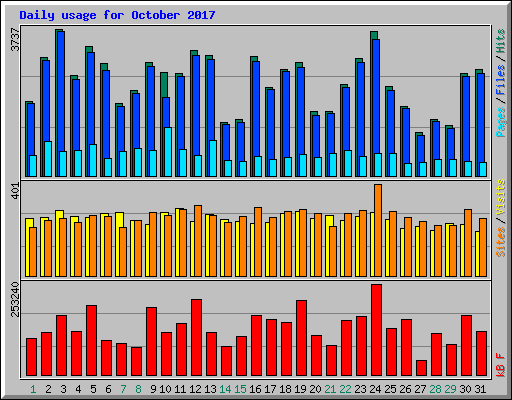 Daily usage for October 2017
3737
Pages / Files / Hits
401
Sites / Visits
253240
kB F
1 2 3 4 5 6 7 8 9 10 11 12 13 14 15 16 17 18 19 20 21 22 23 24 25 26 27 28 29 30 31